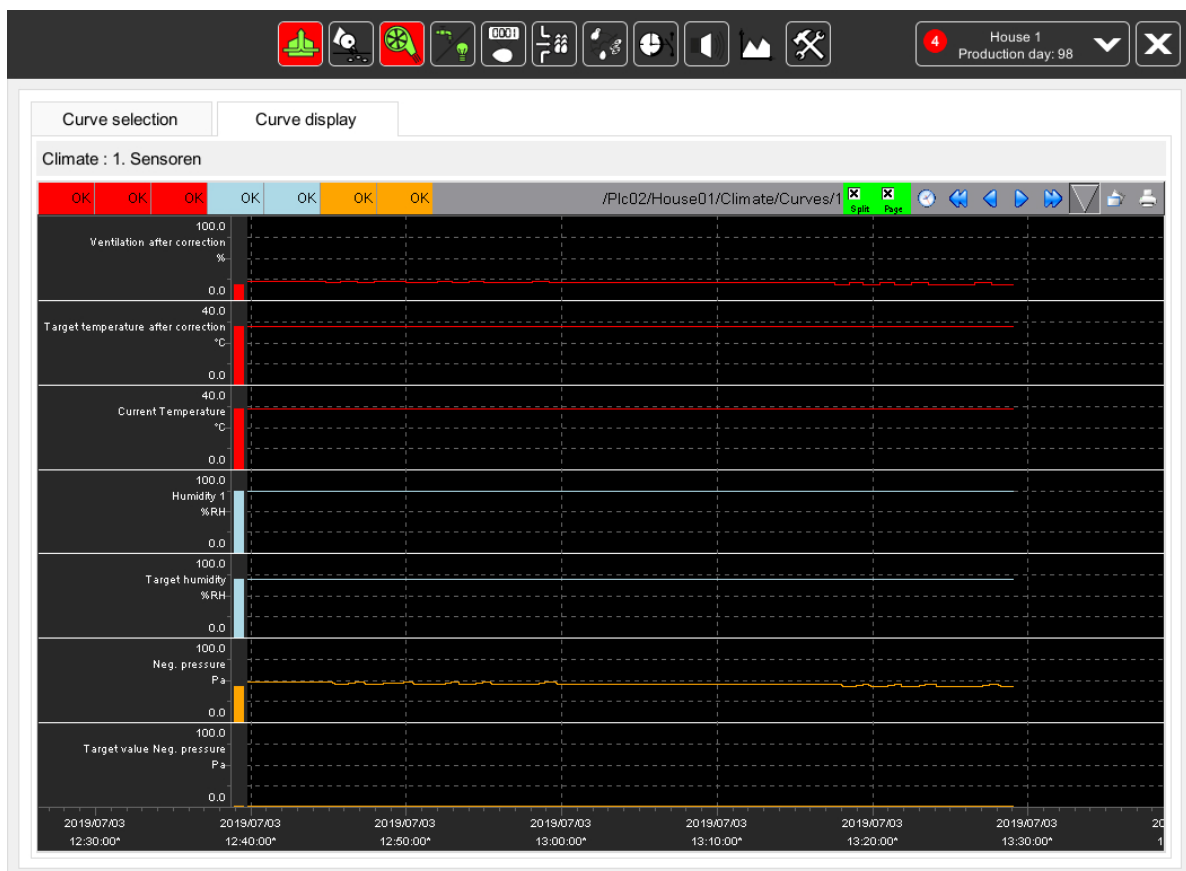 0001
4
House 1
Production day: 98
Curve selection
Curve display
Climate : 1. Sensoren
OK OK OK OK OK OK OK
/Plc02/House01/Climate/Curves/1
Split
Page
100.0
Ventilation after correction
%
0.0
40.0
Target temperature after correction
°C
0.0
40.0
Current Temperature
°C
0.0
100.0
Humidity 1
%RH
0.0
100.0
Target humidity
%RH
0.0
100.0
Neg. pressure
Pa
0.0
100.0
Target value Neg. pressure
Pa
0.0
2019/07/03 2019/07/03 2019/07/03 2019/07/03 2019/07/03 2019/07/03 2019/07/03 20
12:30:00* 12:40:00* 12:50:00* 13:00:00* 13:10:00* 13:20:00* 13:30:00* 1